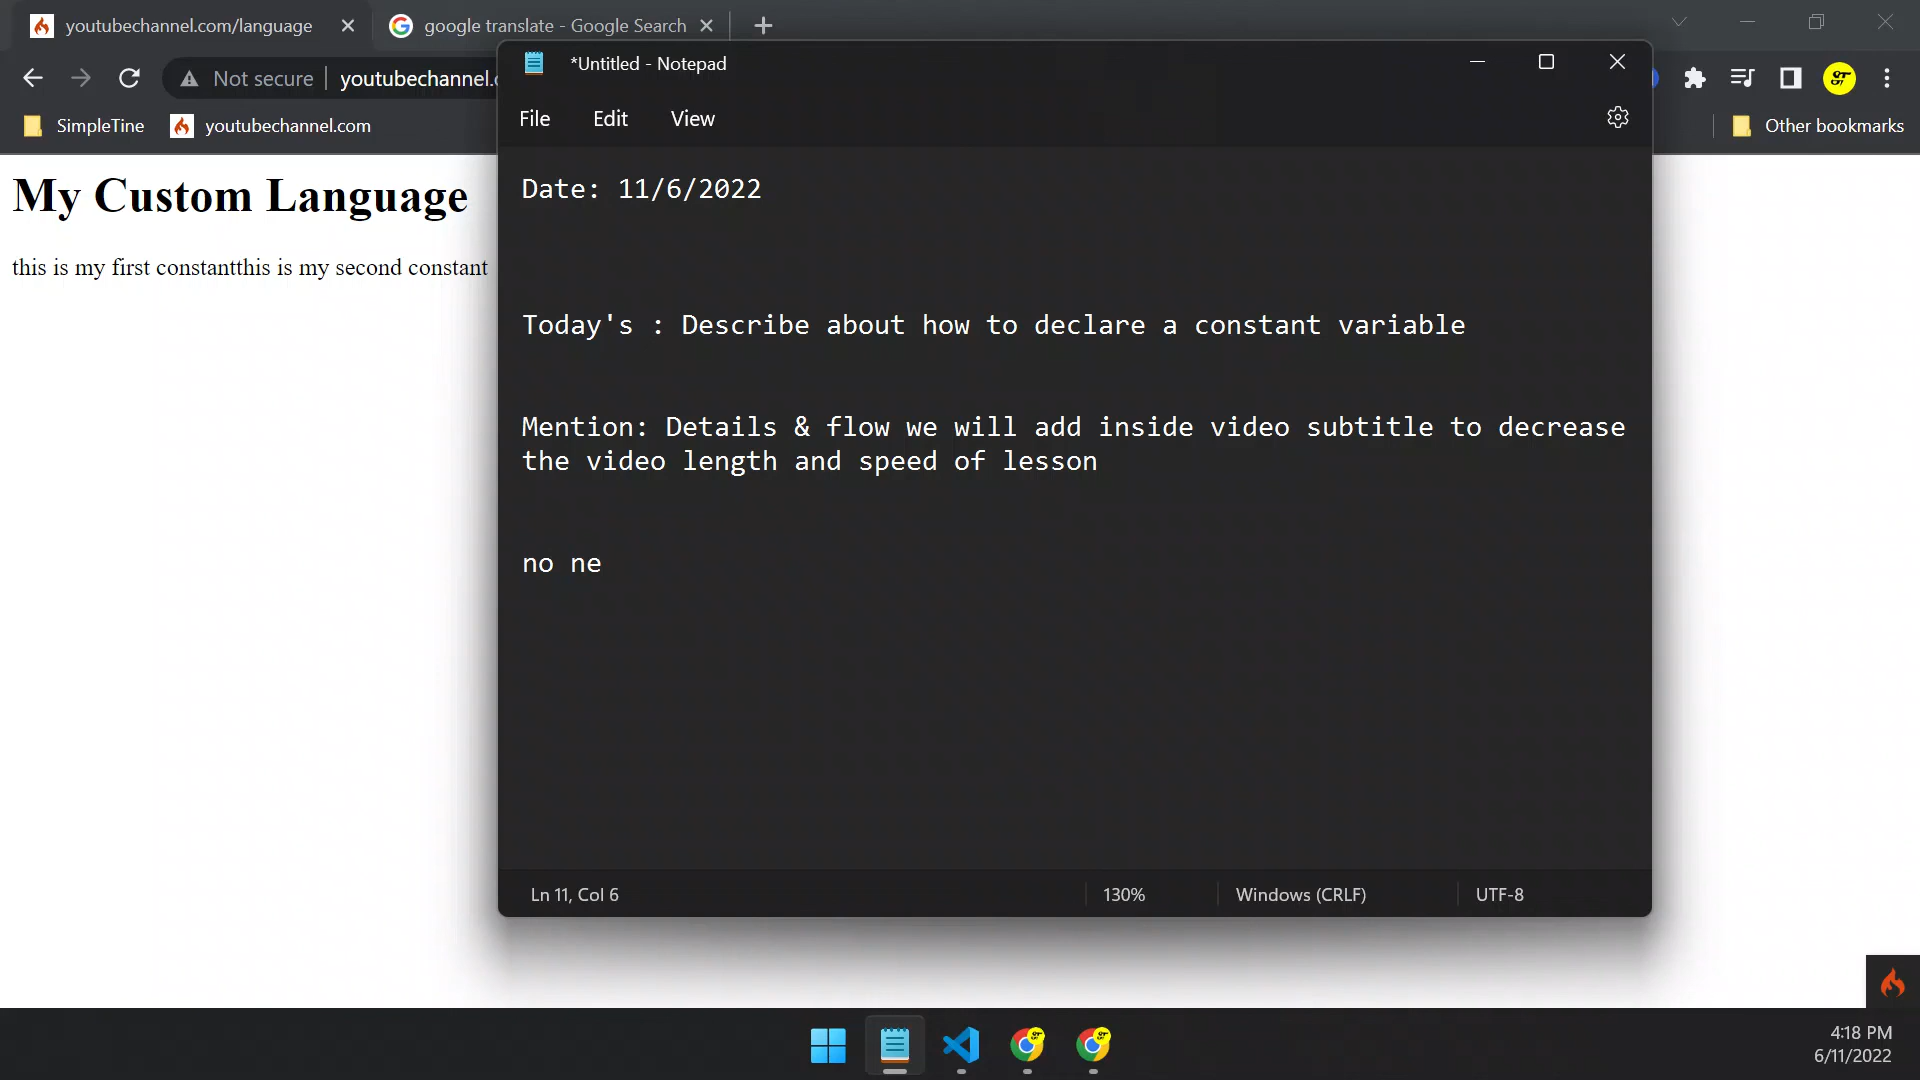 youtubechannel.com/language
google translate - Google Search
*Untitled - Notepad
Not secure
youtubechannel.
File Edit View
SimpleTine
youtubechannel.com
Other bookmarks
My Custom Language
this is my first constantthis is my second constant
Date: 11/6/2022
Today's : Describe about how to declare a constant variable
Mention: Details & flow we will add inside video subtitle to decrease
the video length and speed of lesson
no ne
Ln 11, Col 6
130%
Windows (CRLF)
UTF-8
4:18 PM
6/11/2022